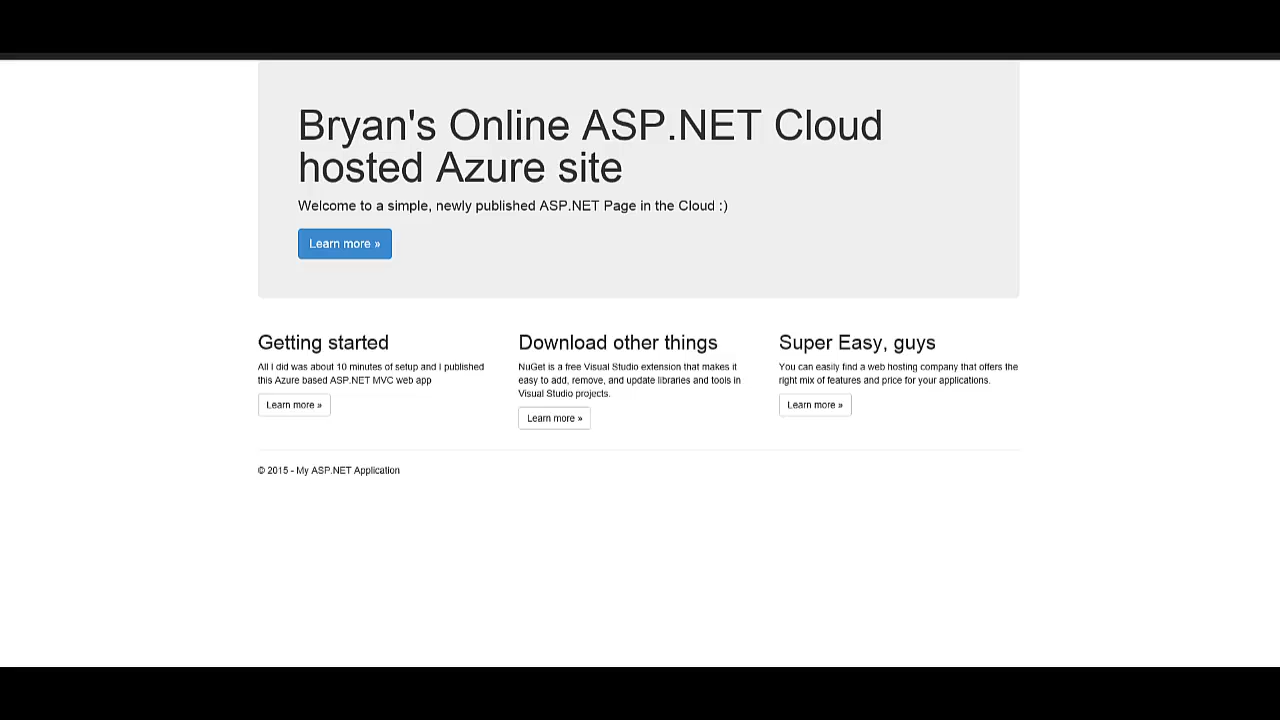 Bryan's Online ASP.NET Cloud
hosted Azure site
Welcome to a simple, newly published ASP.NET Page in the Cloud :)
Learn more »
Getting started
All I did was about 10 minutes of setup and I published
this Azure based ASP.NET MVC web app
Learn more »
Download other things
NuGet is a free Visual Studio extension that makes it
easy to add, remove, and update libraries and tools in
Visual Studio projects.
Learn more »
Super Easy, guys
You can easily find a web hosting company that offers the
right mix of features and price for your applications.
Learn more »
© 2015 - My ASP.NET Application